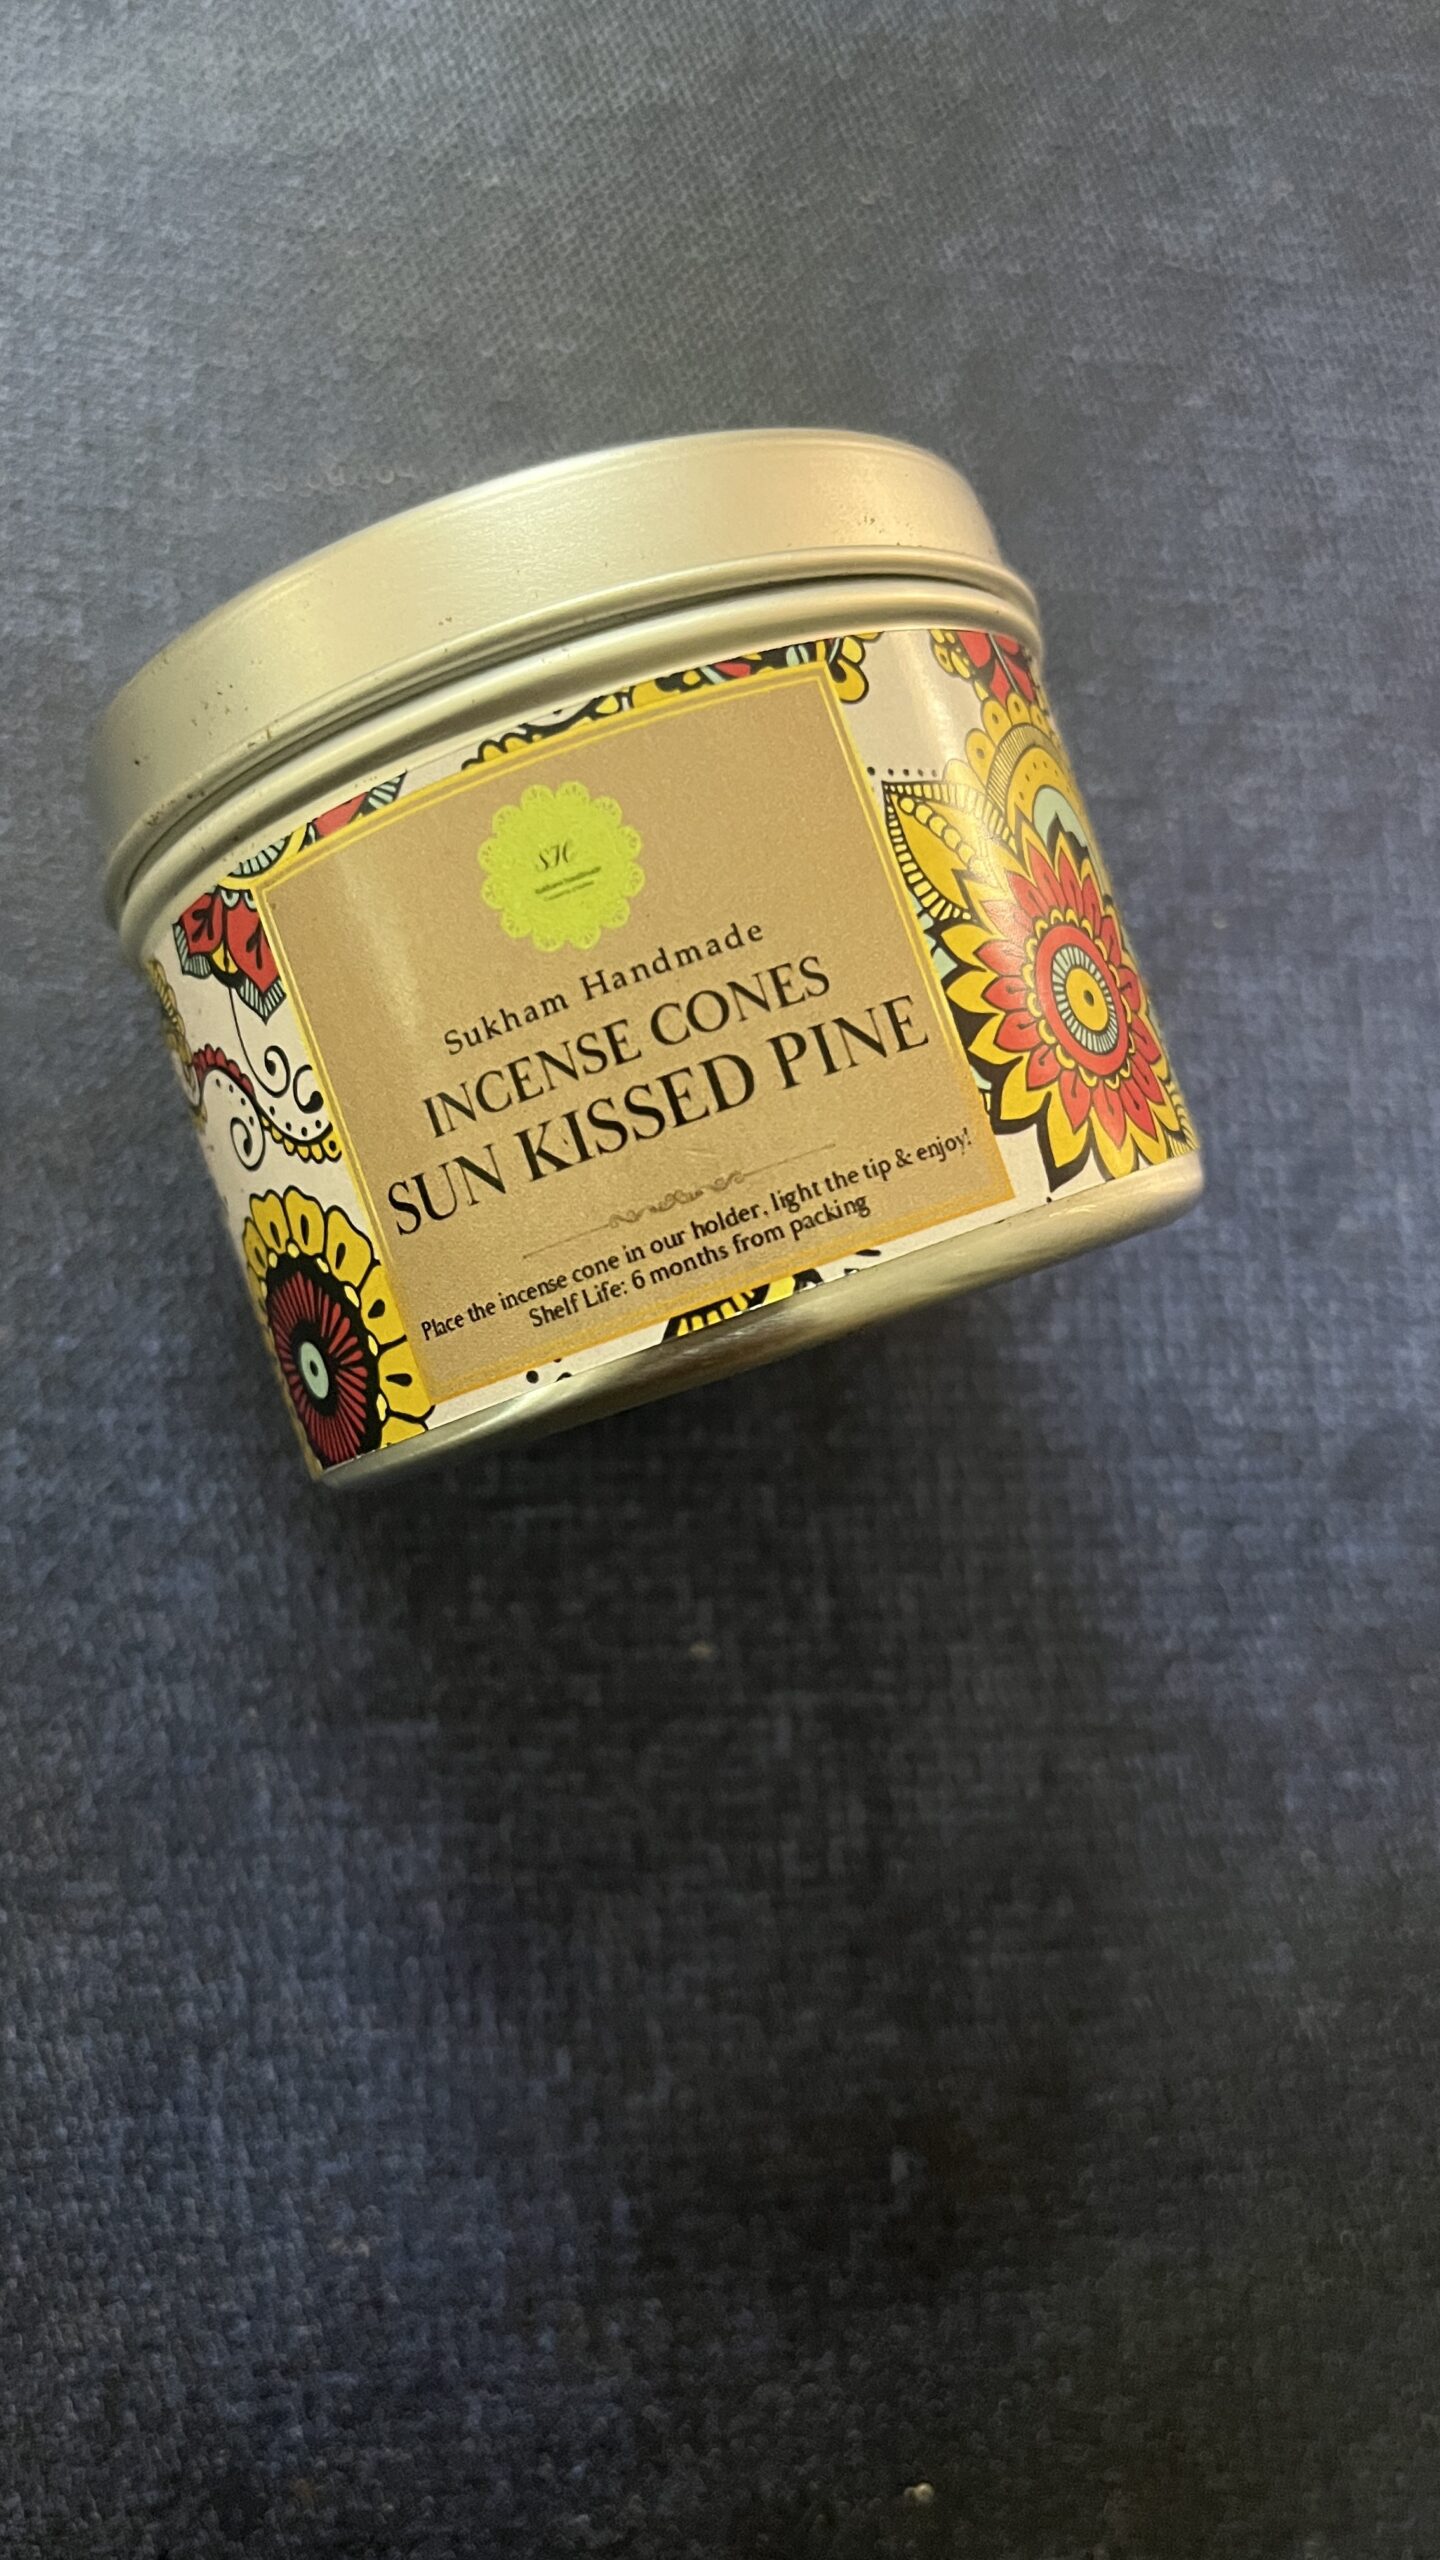 SH
Sukham Handmade
INCENSE CONES
SUN KISSED PINE
Place the incense cone in our holder, light the tip & enjoy!
Shelf Life: 6 months from packing